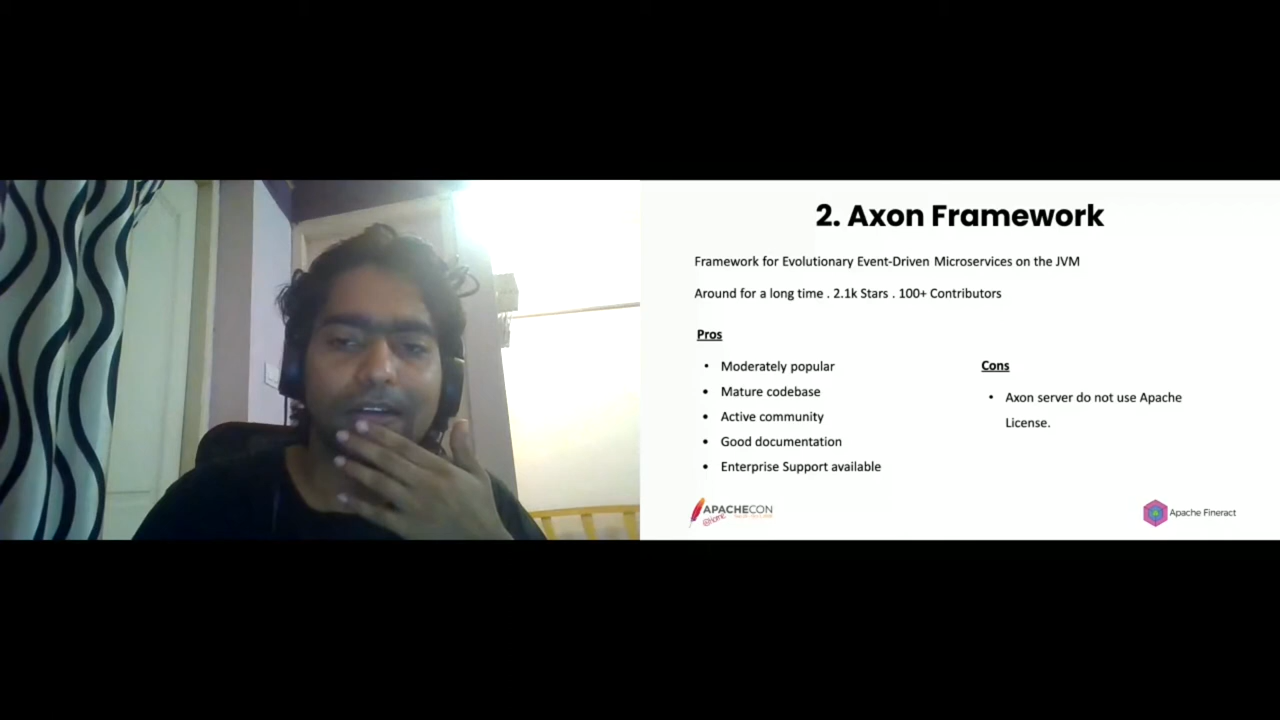 2. Axon Framework
Framework for Evolutionary Event-Driven Microservices on the JVM
Around for a long time . 2.1k Stars . 100+ Contributors
Pros
• Moderately popular
• Mature codebase
• Active community
• Good documentation
• Enterprise Support available
Cons
• Axon server do not use Apache
License.
APACHECON
@Home
Apache Fineract